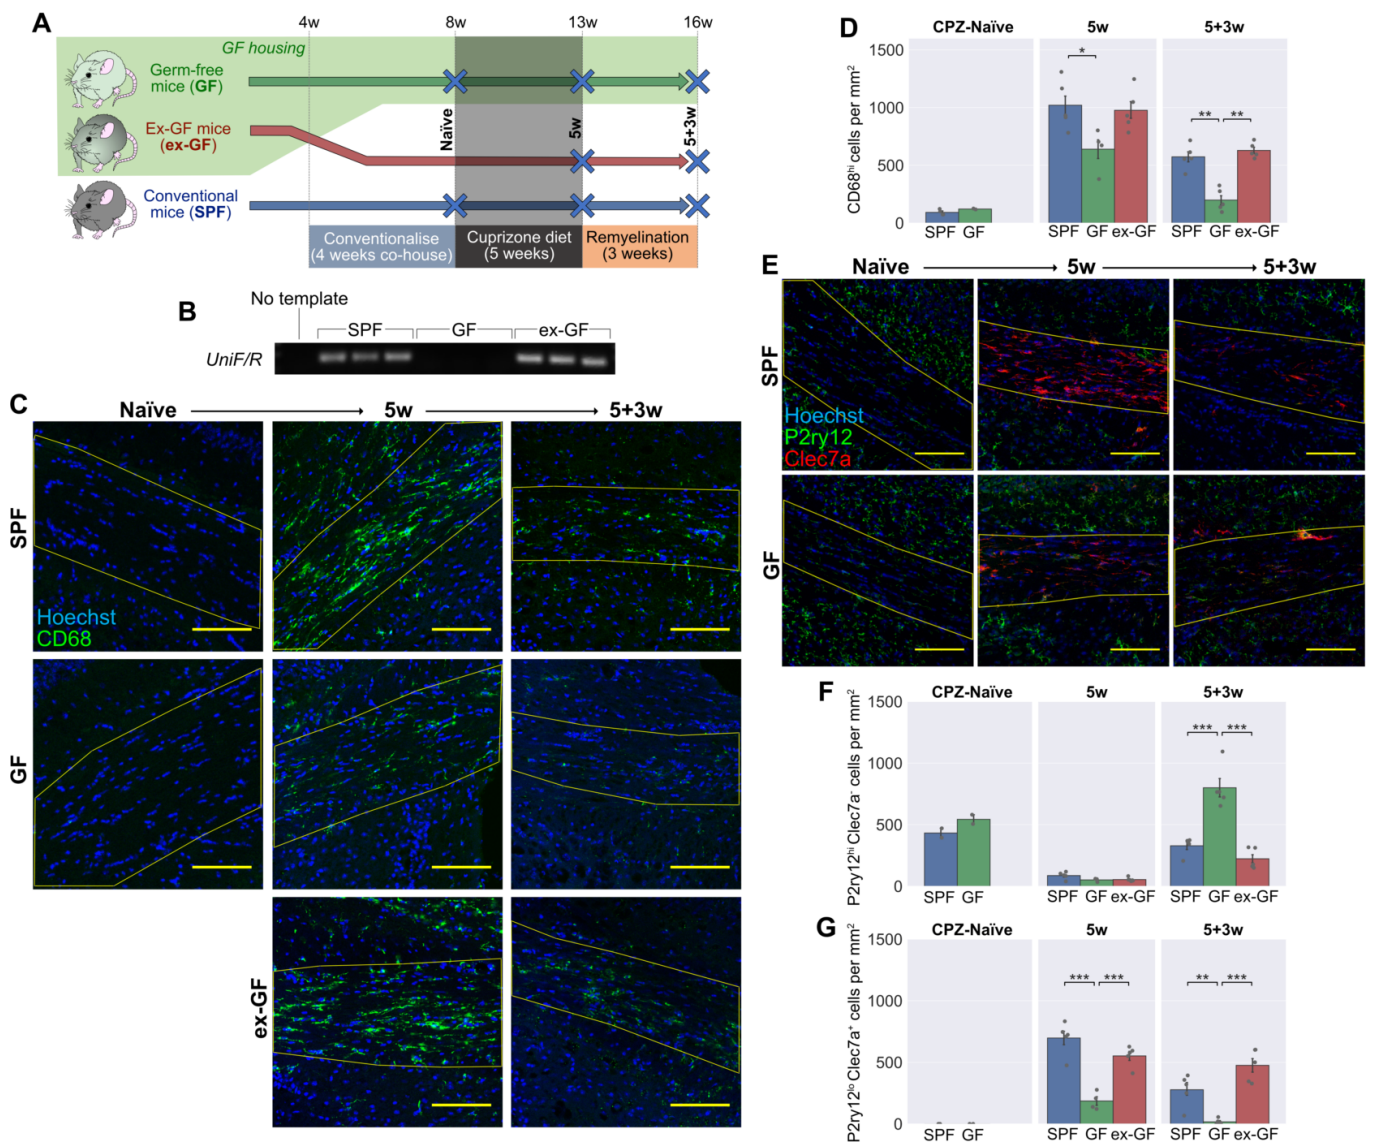 A
4w
8w
13w
16w
GF housing
Germ-free
mice (GF)
Ex-GF mice
(ex-GF)
Conventional
mice (SPF)
Naïve
5w
5+3w
Conventionalise
(4 weeks co-house)
Cuprizone diet
(5 weeks)
Remyelination
(3 weeks)
B
No template
SPF
GF
ex-GF
UniF/R
C
Naïve
5w
5+3w
SPF
Hoechst
CD68
GF
ex-GF
D
CPZ-Naïve
5w
5+3w
CD68hi cells per mm2
1500
1000
500
0
*
**
**
SPF GF
SPF GF ex-GF
SPF GF ex-GF
E
Naïve
5w
5+3w
SPF
Hoechst
P2ry12
Clec7a
GF
F
CPZ-Naïve
5w
5+3w
P2ry12hi Clec7a- cells per mm2
1500
1000
500
0
***
***
SPF GF
SPF GF ex-GF
SPF GF ex-GF
G
CPZ-Naïve
5w
5+3w
P2ry12lo Clec7a+ cells per mm2
1500
1000
500
0
***
***
**
***
SPF GF
SPF GF ex-GF
SPF GF ex-GF